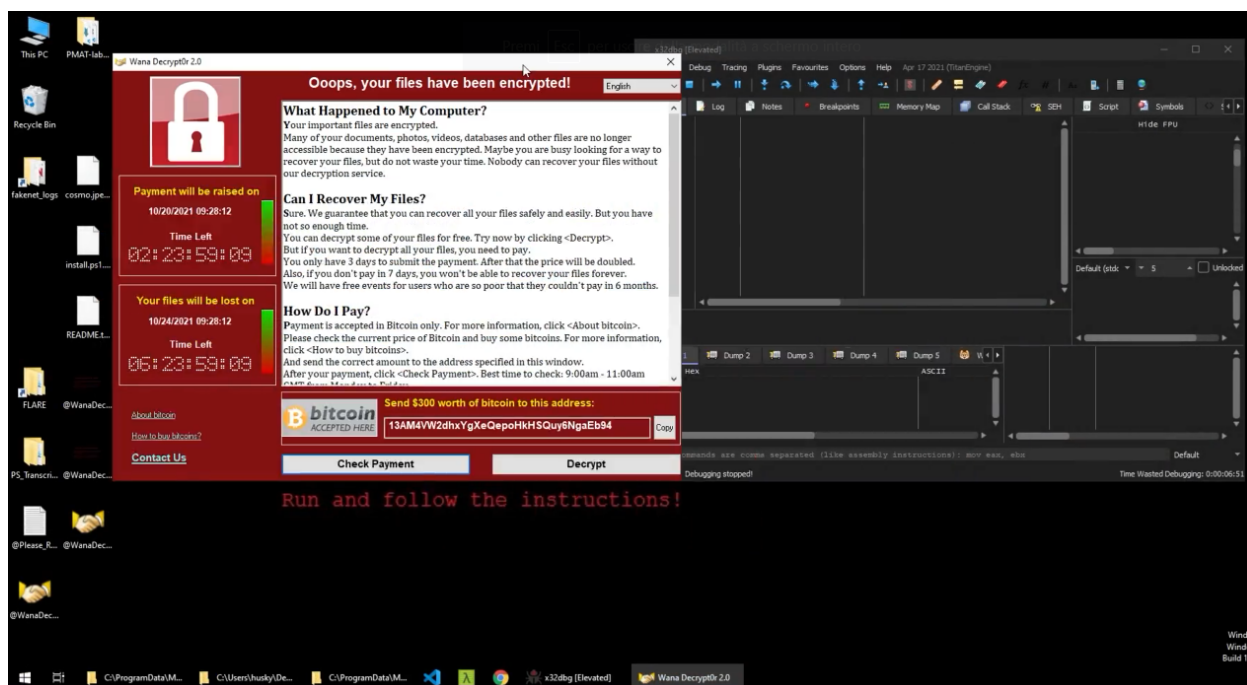 This PC
PMAT-lab...
Recycle Bin
fakenet_logs
cosmo.jpe...
install.ps1....
README.t...
FLARE
@WanaDec...
PS_Transcri...
@WanaDec...
@Please_R...
@WanaDec...
@WanaDec...
Wana Decrypt0r 2.0
Ooops, your files have been encrypted!
English
Payment will be raised on
10/20/2021 09:28:12
Time Left
02:23:59:09
Your files will be lost on
10/24/2021 09:28:12
Time Left
06:23:59:09
About bitcoin
How to buy bitcoins?
Contact Us
What Happened to My Computer?
Your important files are encrypted.
Many of your documents, photos, videos, databases and other files are no longer
accessible because they have been encrypted. Maybe you are busy looking for a way to
recover your files, but do not waste your time. Nobody can recover your files without
our decryption service.
Can I Recover My Files?
Sure. We guarantee that you can recover all your files safely and easily. But you have
not so enough time.
You can decrypt some of your files for free. Try now by clicking <Decrypt>.
But if you want to decrypt all your files, you need to pay.
You only have 3 days to submit the payment. After that the price will be doubled.
Also, if you don't pay in 7 days, you won't be able to recover your files forever.
We will have free events for users who are so poor that they couldn't pay in 6 months.
How Do I Pay?
Payment is accepted in Bitcoin only. For more information, click <About bitcoin>.
Please check the current price of Bitcoin and buy some bitcoins. For more information,
click <How to buy bitcoins>.
And send the correct amount to the address specified in this window.
After your payment, click <Check Payment>. Best time to check: 9:00am - 11:00am
GMT from Monday to Friday.
bitcoin
ACCEPTED HERE
Send $300 worth of bitcoin to this address:
13AM4VW2dhxYgXeQepoHkHSQuy6NgaEb94
Copy
Check Payment
Decrypt
Run and follow the instructions!
x32dbg [Elevated]
Debug Tracing Plugins Favourites Options Help Apr 17 2021 (TitanEngine)
Log Notes Breakpoints Memory Map Call Stack SEH Script Symbols
Hide FPU
Default (stdc 5 Unlocked
Dump 2 Dump 3 Dump 4 Dump 5
Hex ASCII
commands are comma separated (like assembly instructions): mov eax, ebx
Default
Debugging stopped!
Time Wasted Debugging: 0:00:06:51
Build 1
C:\ProgramData\M... C:\Users\husky\De... C:\ProgramData\M... x32dbg [Elevated] Wana Decrypt0r 2.0